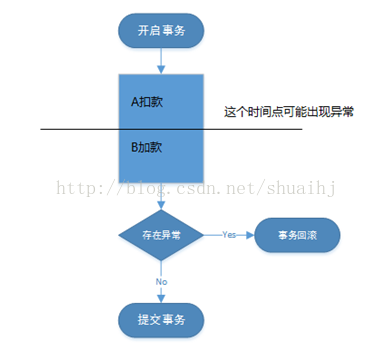 开启事务
A扣款
这个时间点可能出现异常
B加款
http://blog.csdn.net/shuaihj
存在异常
Yes
事务回滚
No
提交事务